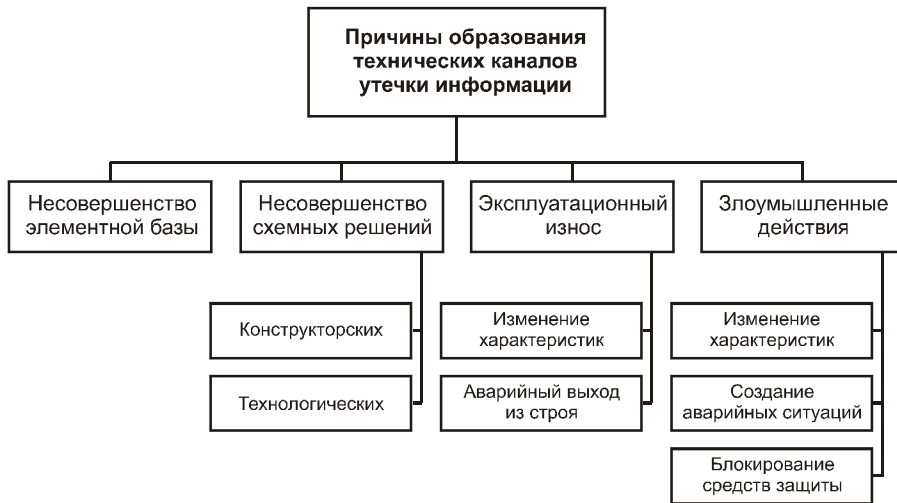 Причины образования
технических каналов
утечки информации
Несовершенство
элементной базы
Несовершенство
схемных решений
Эксплуатационный
износ
Злоумышленные
действия
Конструкторских
Технологических
Изменение
характеристик
Аварийный выход
из строя
Изменение
характеристик
Создание
аварийных ситуаций
Блокирование
средств защиты